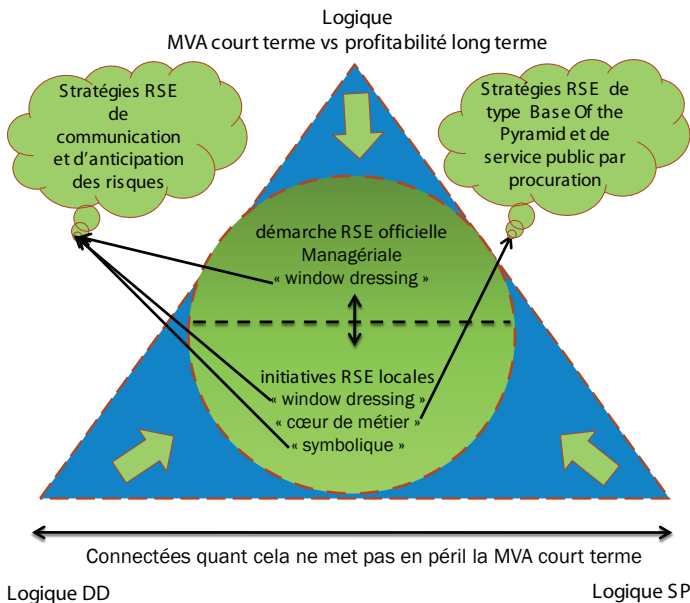 Logique
MVA court terme vs profitabilité long terme
Stratégies RSE
de
communication
et d’anticipation
des risques
Stratégies RSE de
type Base Of the
Pyramid et de
service public par
procuration
démarche RSE officielle
Managériale
« window dressing »
initiatives RSE locales
« window dressing »
« cœur de métier »
« symbolique »
Connectées quant cela ne met pas en péril la MVA court terme
Logique DD
Logique SP